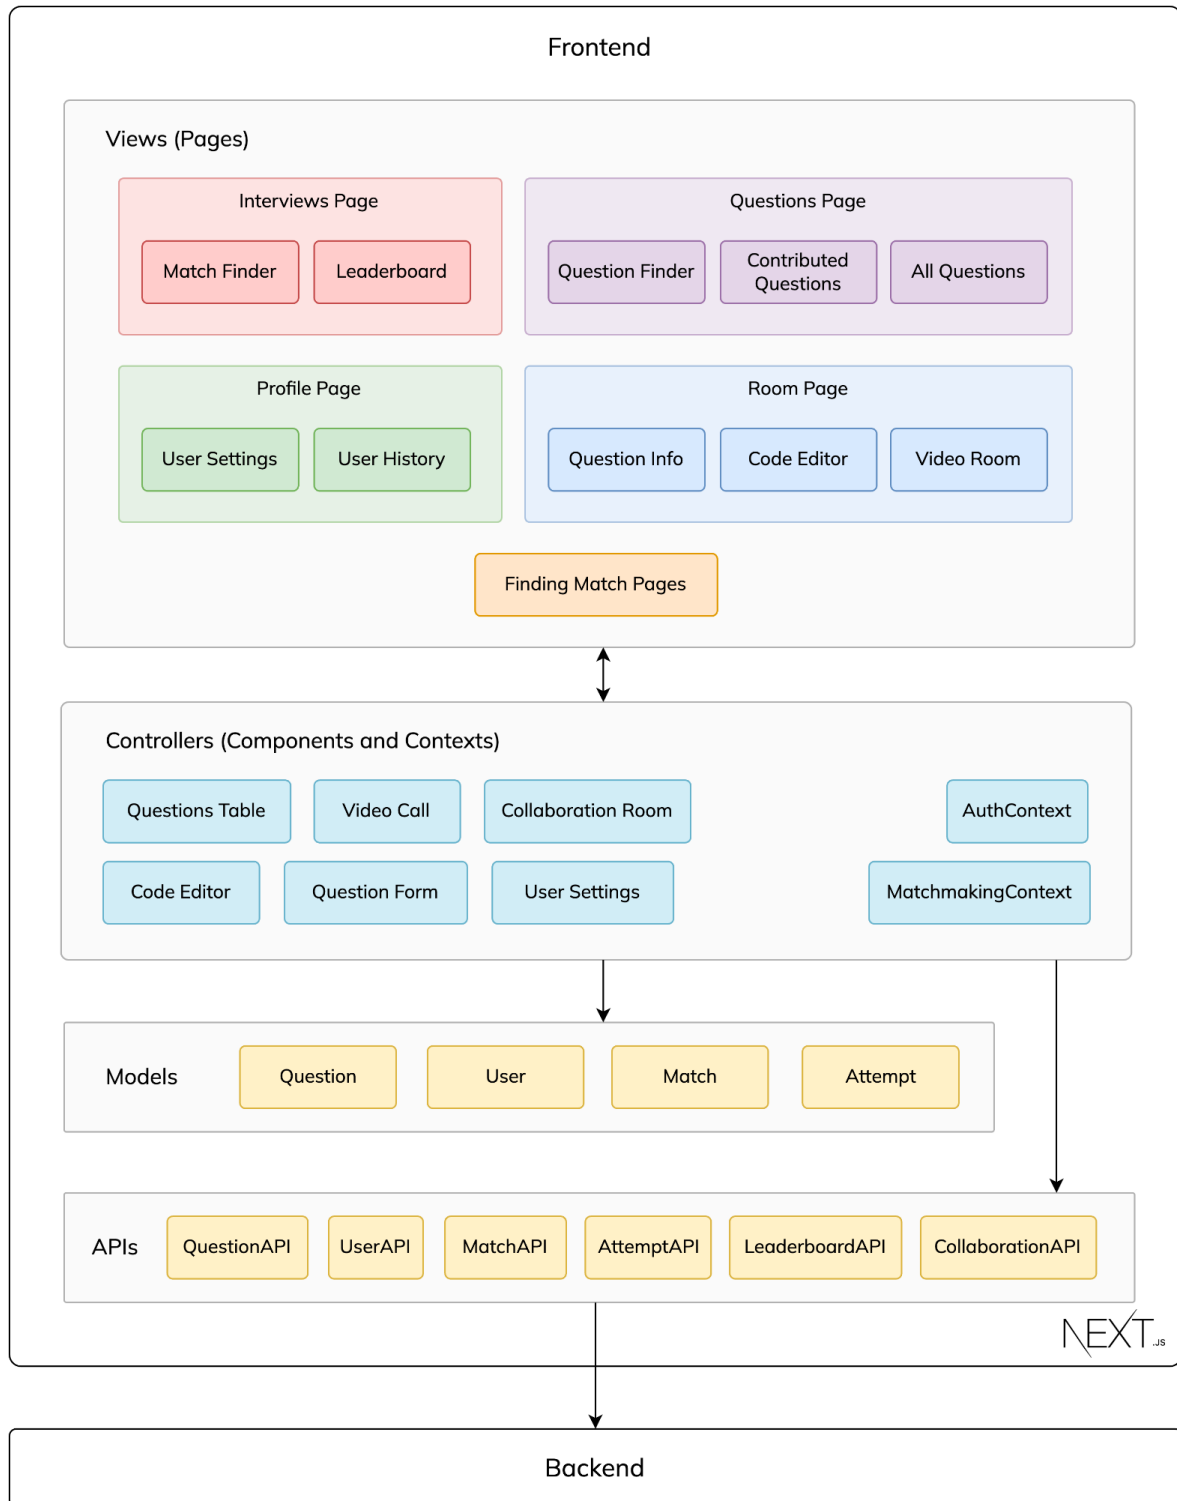 Frontend
Views (Pages)
Interviews Page
Match Finder
Leaderboard
Questions Page
Question Finder
Contributed
Questions
All Questions
Profile Page
User Settings
User History
Room Page
Question Info
Code Editor
Video Room
Finding Match Pages
Controllers (Components and Contexts)
Questions Table
Video Call
Collaboration Room
AuthContext
Code Editor
Question Form
User Settings
MatchmakingContext
Models
Question
User
Match
Attempt
APIs
QuestionAPI
UserAPI
MatchAPI
AttemptAPI
LeaderboardAPI
CollaborationAPI
NEXT.JS
Backend